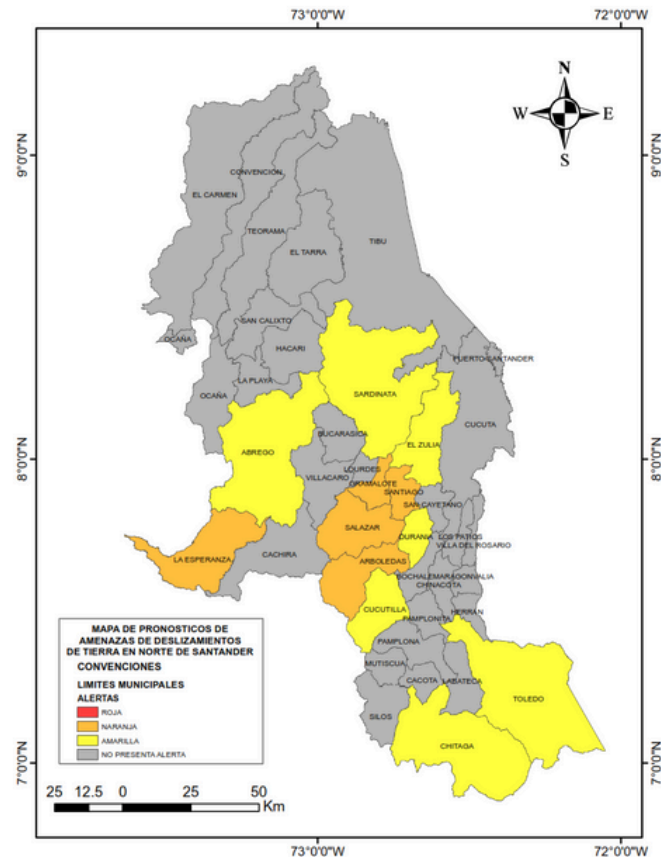 73°0'0"W
72°0'0"W
N
W
E
S
9°0'0"N
9°0'0"N
CONVENCIÓN
EL CARMEN
TEORAMA
TIBU
EL TARRA
SAN CALIXTO
OCAÑA
HACARI
PUERTO SANTANDER
LA PLAYA
OCAÑA
SARDINATA
CUCUTA
BUCARASICA
EL ZULIA
ABREGO
8°0'0"N
8°0'0"N
LOURDES
VILLACARO
GRAMALOTE
SANTIAGO
SAN CAYETANO
SALAZAR
DURANIA
LOS PATIOS
VILLA DEL ROSARIO
LA ESPERANZA
CACHIRA
ARBOLEDAS
BOCHALEMA
RAGONVALIA
CHINACOTA
CUCUTILLA
HERRAN
PAMPLONITA
PAMPLONA
MUTISCUA
CACOTA
LABATECA
TOLEDO
SILOS
CHITAGA
7°0'0"N
7°0'0"N
MAPA DE PRONOSTICOS DE
AMENAZAS DE DESLIZAMIENTOS
DE TIERRA EN NORTE DE SANTANDER
CONVENCIONES
LIMITES MUNICIPALES
ALERTAS
ROJA
NARANJA
AMARILLA
NO PRESENTA ALERTA
25 12.5 0 25 50
Km
73°0'0"W
72°0'0"W